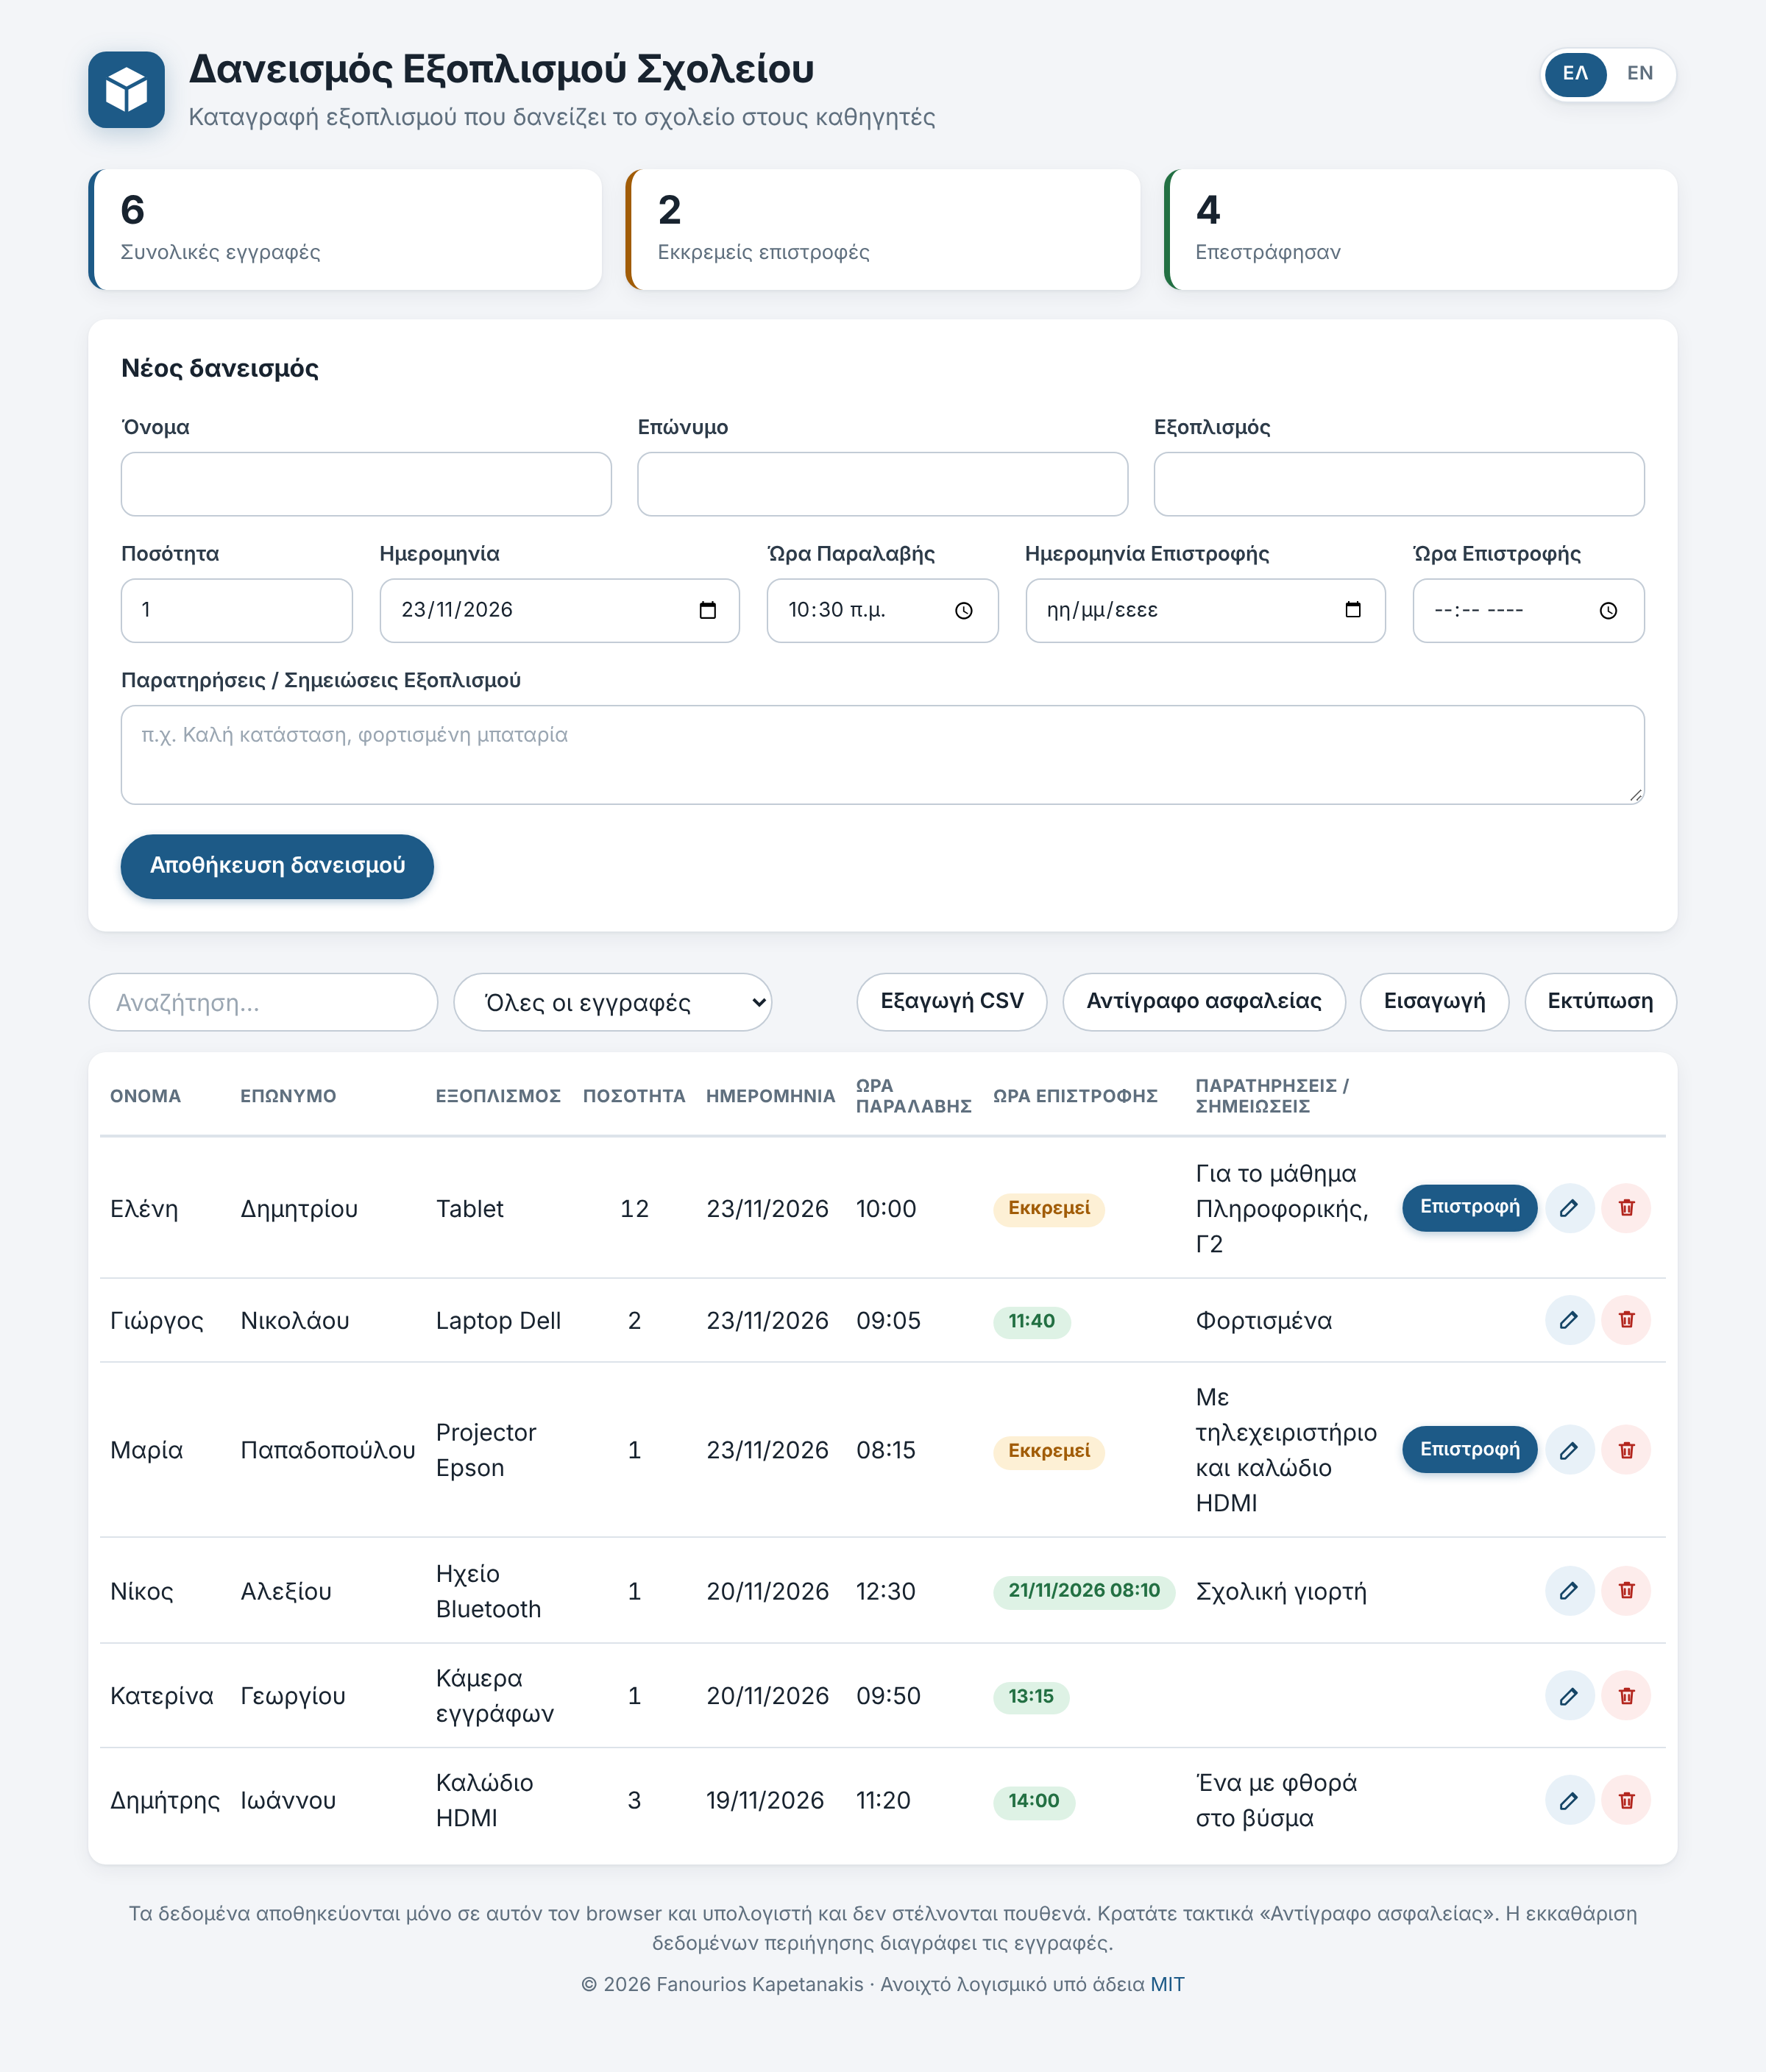 Δανεισμός Εξοπλισμού Σχολείου
Καταγραφή εξοπλισμού που δανείζει το σχολείο στους καθηγητές
ΕΛ EN
6
Συνολικές εγγραφές
2
Εκκρεμείς επιστροφές
4
Επεστράφησαν
Νέος δανεισμός
Όνομα Επώνυμο Εξοπλισμός
Ποσότητα Ημερομηνία Ώρα Παραλαβής Ημερομηνία Επιστροφής Ώρα Επιστροφής
1 23/11/2026 10:30 π.μ. ηη/μμ/εεεε --:-- ----
Παρατηρήσεις / Σημειώσεις Εξοπλισμού
π.χ. Καλή κατάσταση, φορτισμένη μπαταρία
Αποθήκευση δανεισμού
Αναζήτηση... Όλες οι εγγραφές Εξαγωγή CSV Αντίγραφο ασφαλείας Εισαγωγή Εκτύπωση
ΟΝΟΜΑ ΕΠΩΝΥΜΟ ΕΞΟΠΛΙΣΜΟΣ ΠΟΣΟΤΗΤΑ ΗΜΕΡΟΜΗΝΙΑ ΩΡΑ ΠΑΡΑΛΑΒΗΣ ΩΡΑ ΕΠΙΣΤΡΟΦΗΣ ΠΑΡΑΤΗΡΗΣΕΙΣ / ΣΗΜΕΙΩΣΕΙΣ
Ελένη Δημητρίου Tablet 12 23/11/2026 10:00 Εκκρεμεί Για το μάθημα Πληροφορικής, Γ2 Επιστροφή
Γιώργος Νικολάου Laptop Dell 2 23/11/2026 09:05 11:40 Φορτισμένα
Μαρία Παπαδοπούλου Projector Epson 1 23/11/2026 08:15 Εκκρεμεί Με τηλεχειριστήριο και καλώδιο HDMI Επιστροφή
Νίκος Αλεξίου Ηχείο Bluetooth 1 20/11/2026 12:30 21/11/2026 08:10 Σχολική γιορτή
Κατερίνα Γεωργίου Κάμερα εγγράφων 1 20/11/2026 09:50 13:15
Δημήτρης Ιωάννου Καλώδιο HDMI 3 19/11/2026 11:20 14:00 Ένα με φθορά στο βύσμα
Τα δεδομένα αποθηκεύονται μόνο σε αυτόν τον browser και υπολογιστή και δεν στέλνονται πουθενά. Κρατάτε τακτικά «Αντίγραφο ασφαλείας». Η εκκαθάριση
δεδομένων περιήγησης διαγράφει τις εγγραφές.
© 2026 Fanourios Kapetanakis · Ανοιχτό λογισμικό υπό άδεια MIT